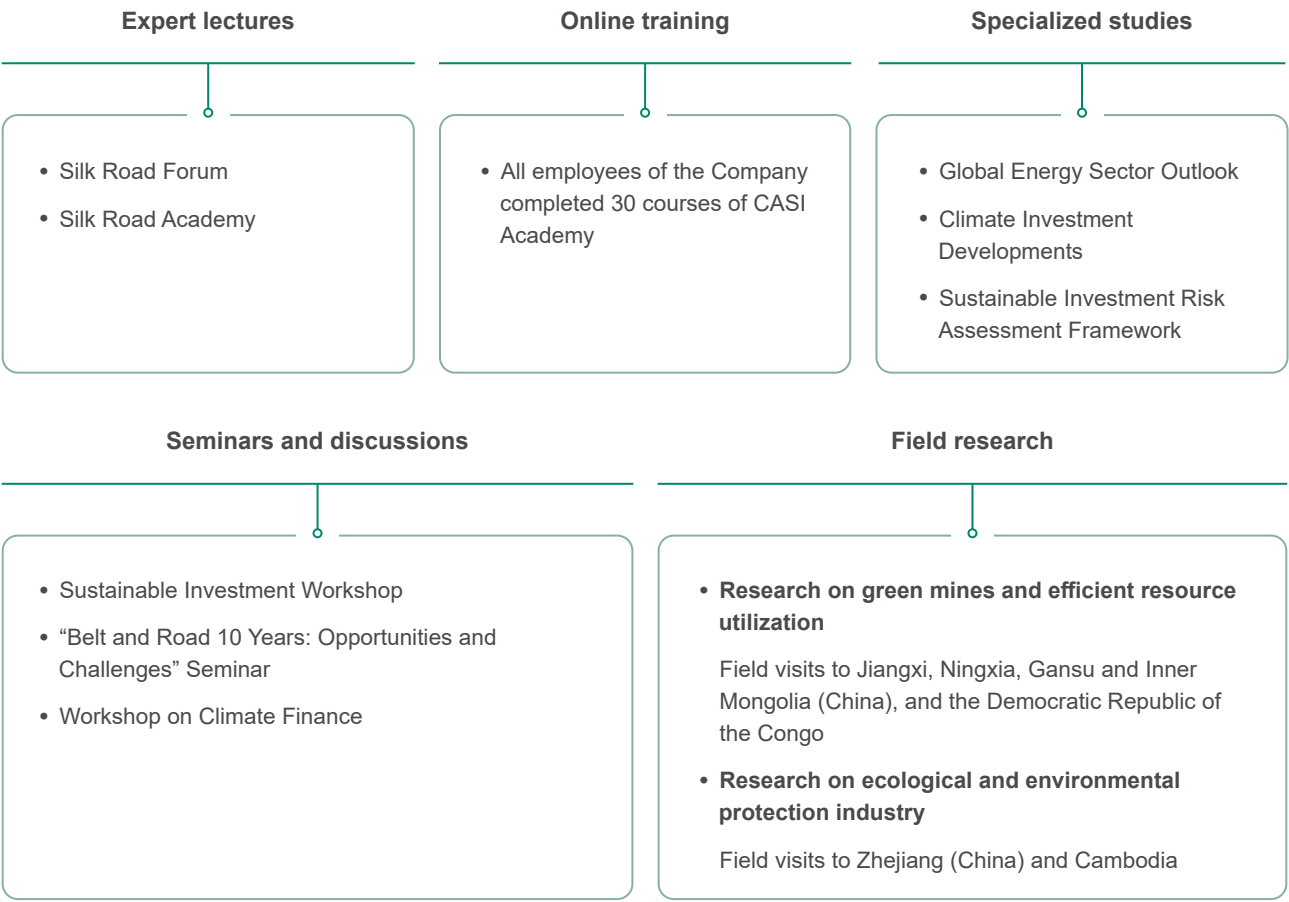 Expert lectures
• Silk Road Forum
• Silk Road Academy
Online training
• All employees of the Company
completed 30 courses of CASI
Academy
Specialized studies
• Global Energy Sector Outlook
• Climate Investment
Developments
• Sustainable Investment Risk
Assessment Framework
Seminars and discussions
• Sustainable Investment Workshop
• “Belt and Road 10 Years: Opportunities and
Challenges” Seminar
• Workshop on Climate Finance
Field research
• Research on green mines and efficient resource
utilization
Field visits to Jiangxi, Ningxia, Gansu and Inner
Mongolia (China), and the Democratic Republic of
the Congo
• Research on ecological and environmental
protection industry
Field visits to Zhejiang (China) and Cambodia